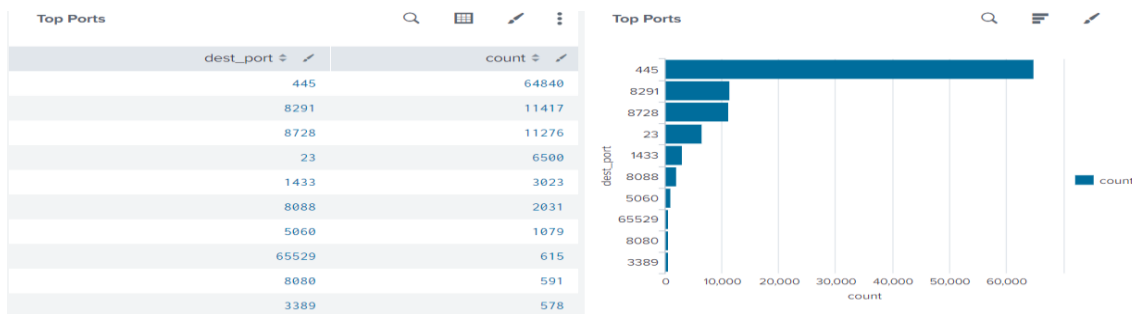 Top Ports
dest_port count
445 64840
8291 11417
8728 11276
23 6500
1433 3023
8088 2031
5060 1079
65529 615
8080 591
3389 578
Top Ports
dest_port
445
8291
8728
23
1433
8088
5060
65529
8080
3389
0 10,000 20,000 30,000 40,000 50,000 60,000
count
count